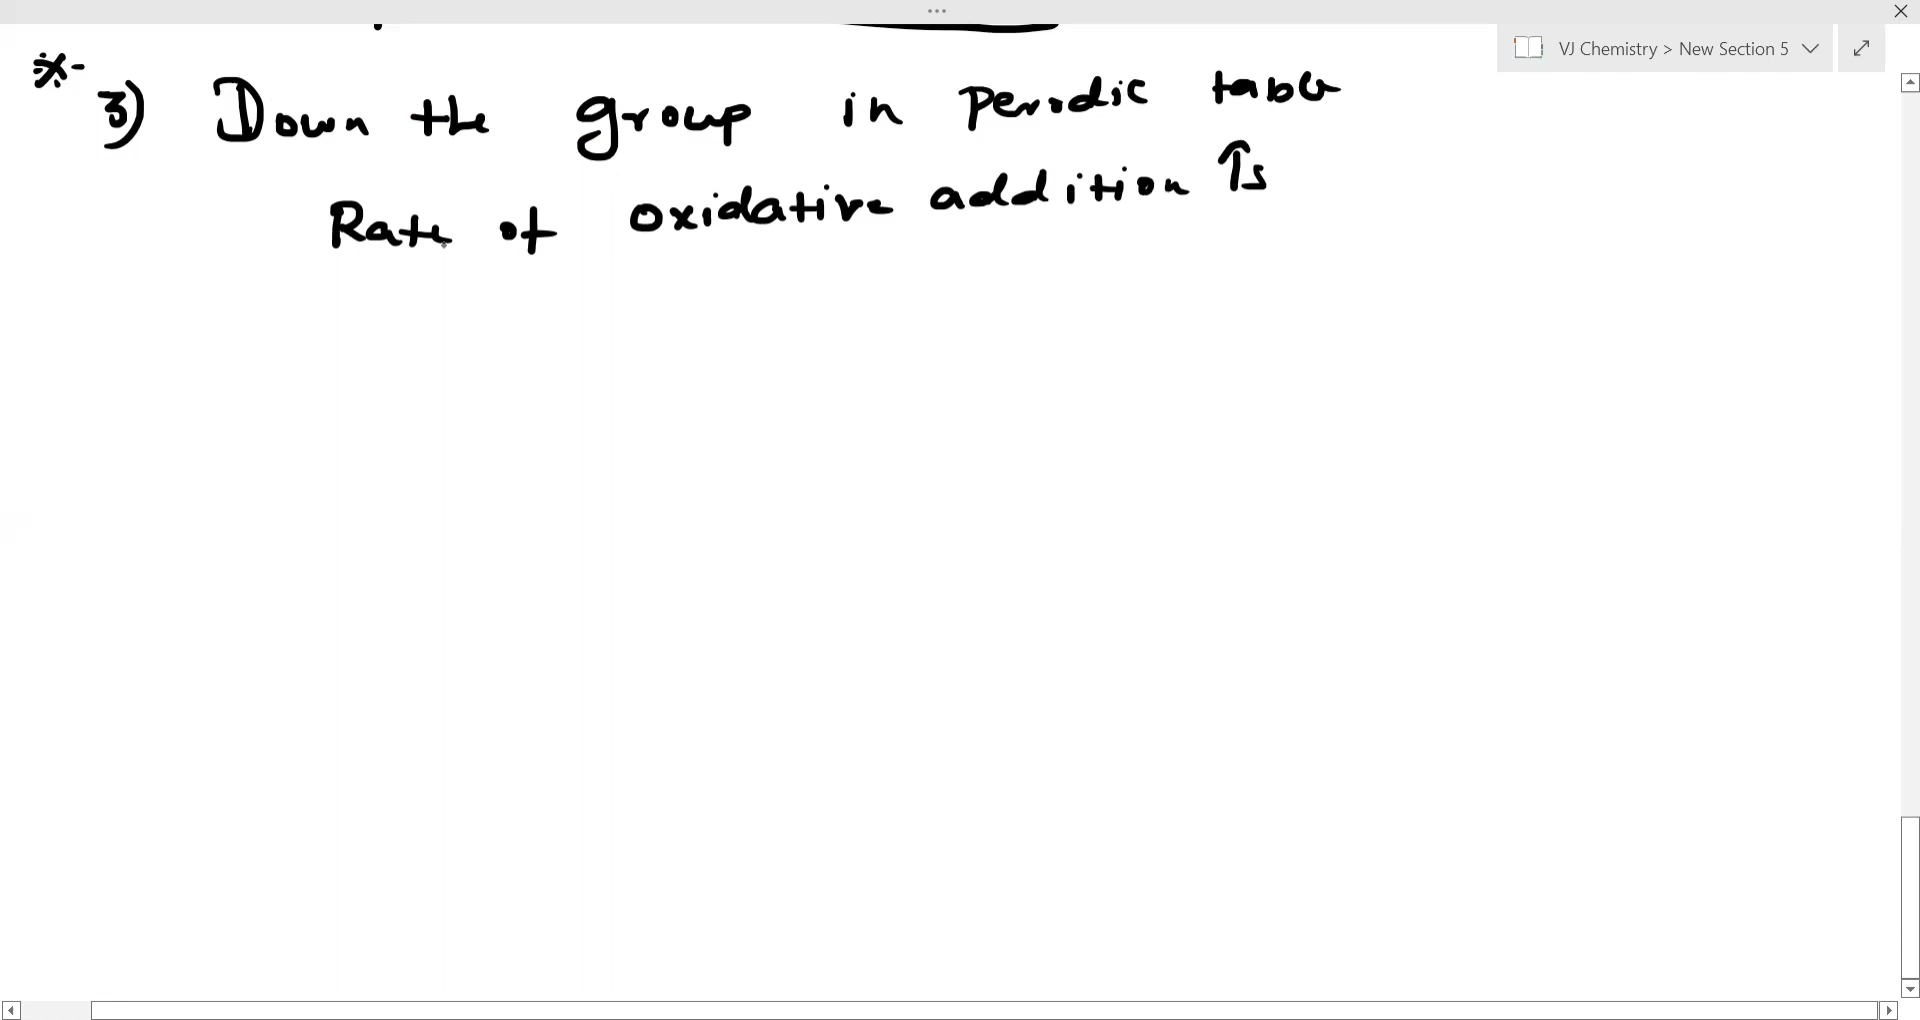 VJ Chemistry > New Section 5
3) Down the group in periodic table
Rate of oxidative addition ↑s